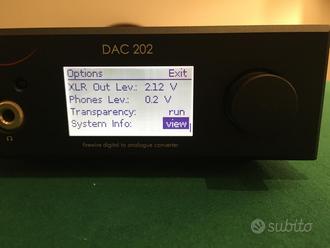 DAC 202
Options Exit
XLR Out Lev.: 2.12 V
Phones Lev.: 0.2 V
Transparency: run
System Info: view
firewire digital to analogue converter
subito